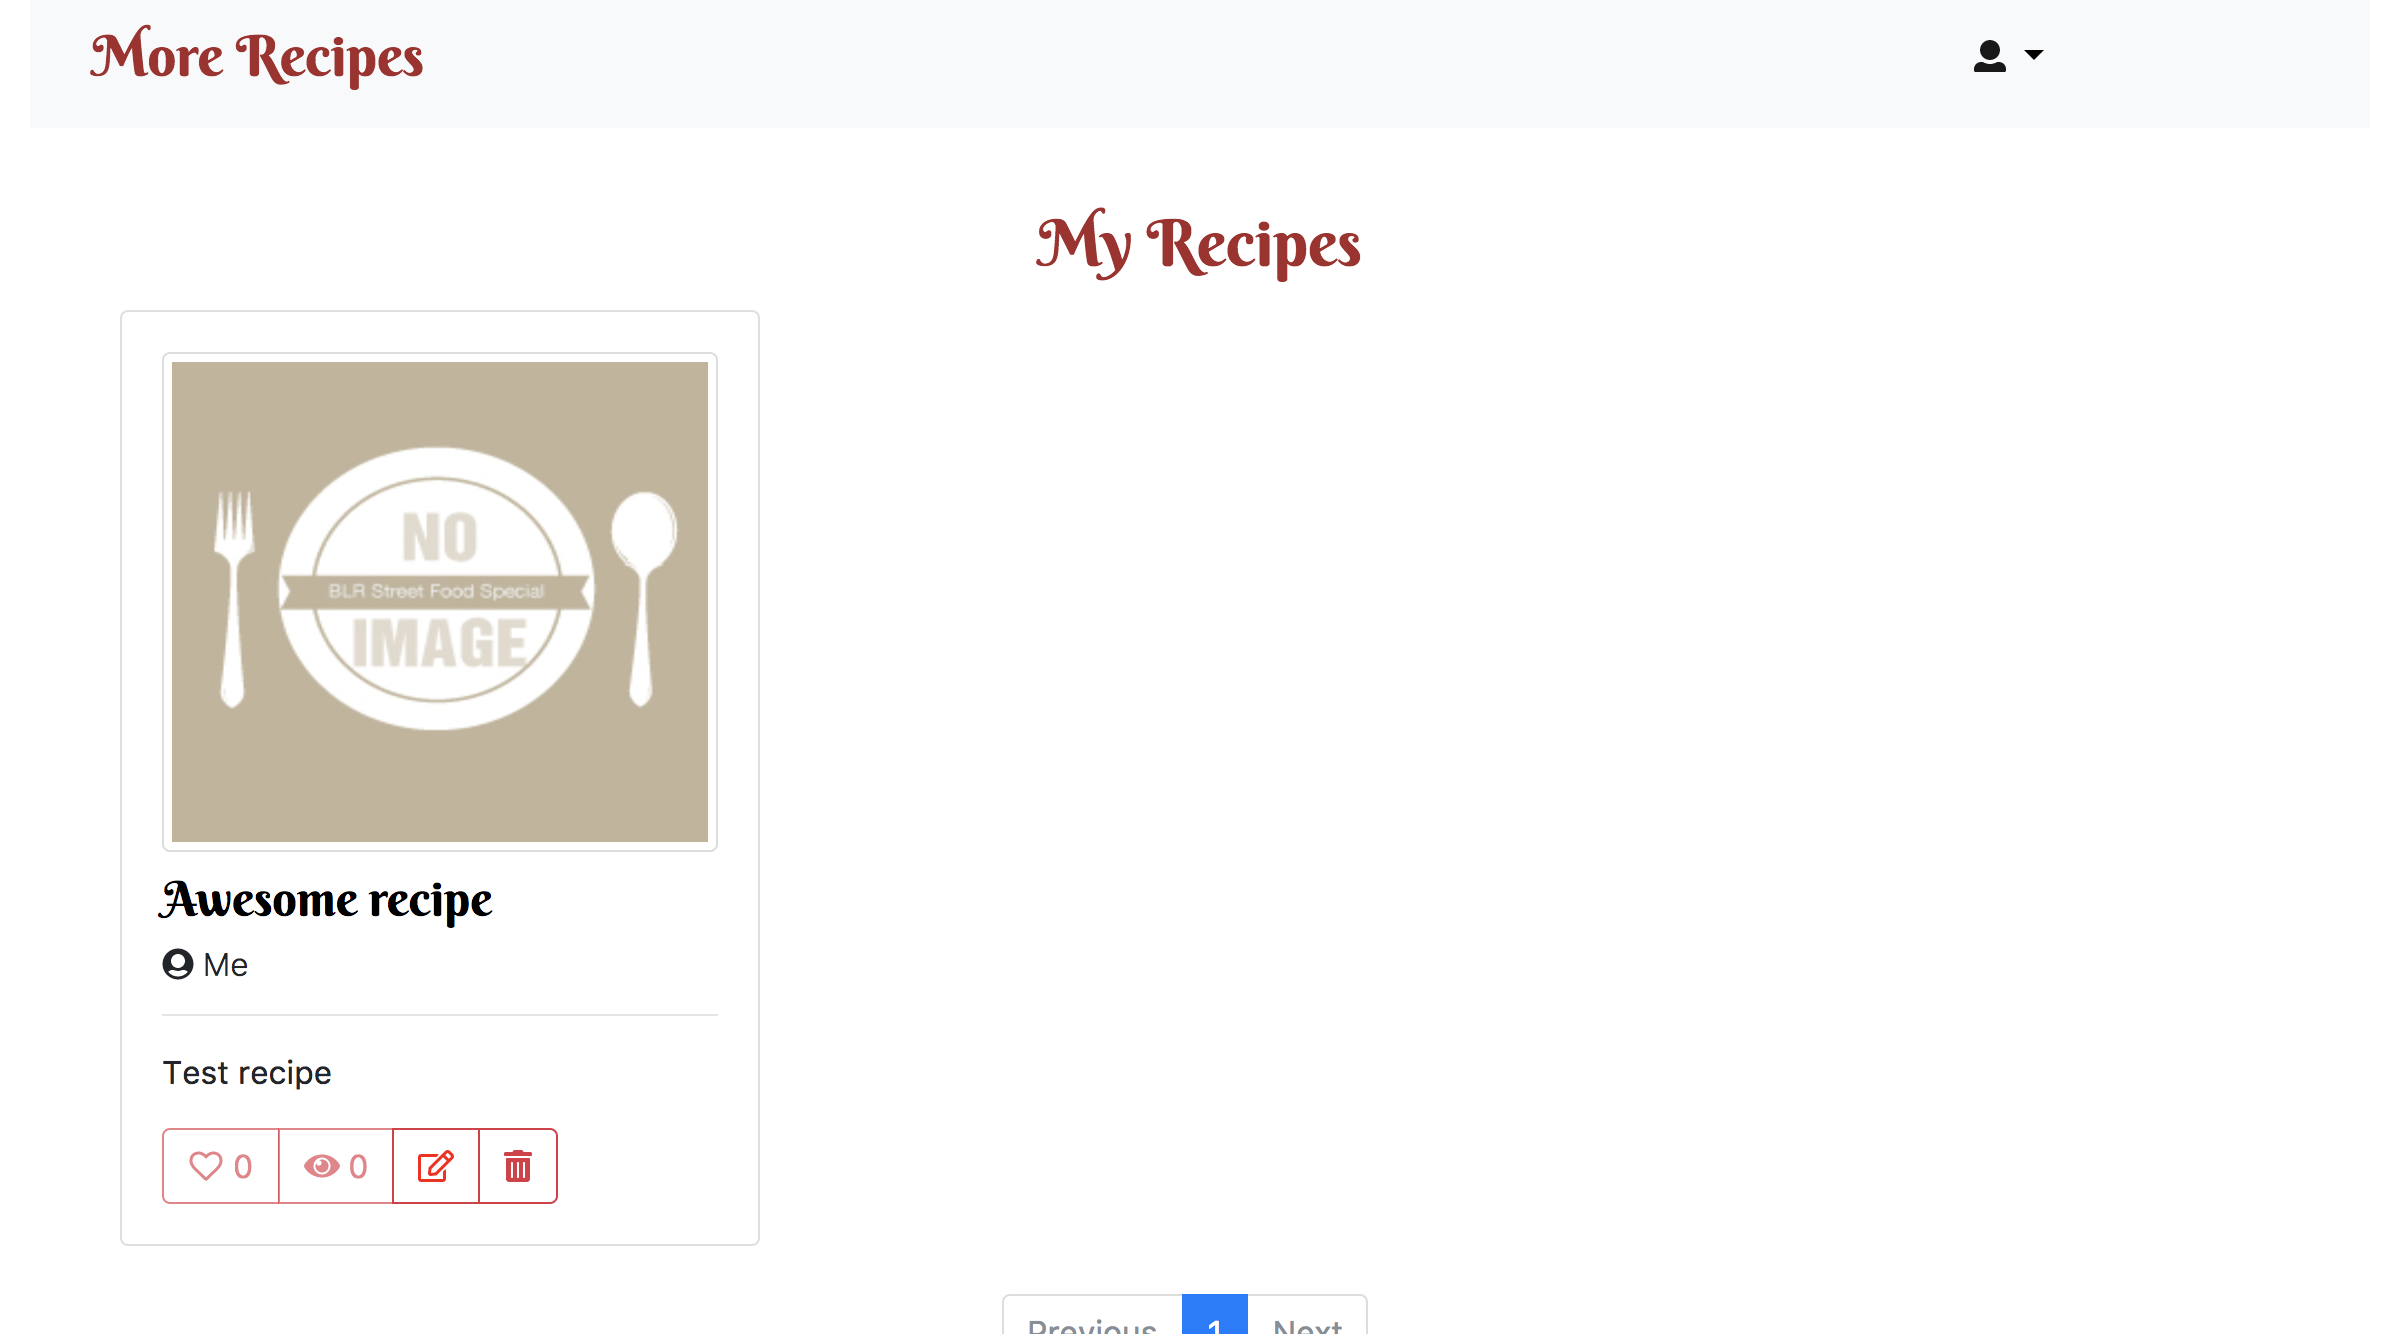 More Recipes
My Recipes
NO
BLR Street Food Special
IMAGE
Awesome recipe
Me
Test recipe
0 0
Previous 1 Next